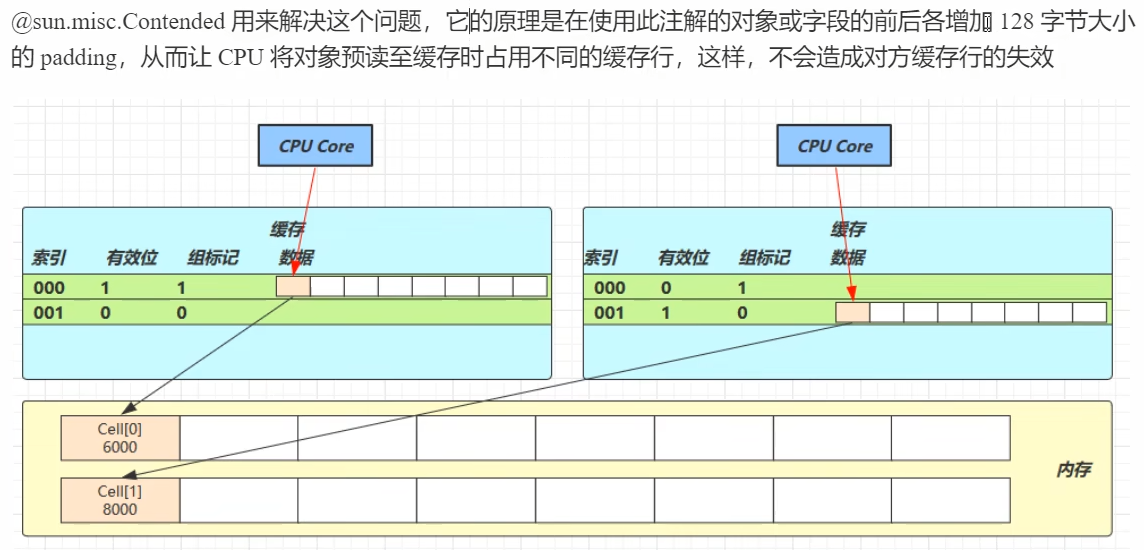 @sun.misc.Contended 用来解决这个问题，它的原理是在使用此注解的对象或字段的前后各增加 128 字节大小
的 padding，从而让 CPU 将对象预读至缓存时占用不同的缓存行，这样，不会造成对方缓存行的失效
CPU Core
CPU Core
缓存
索引 有效位 组标记 数据
000 1 1
001 0 0
缓存
索引 有效位 组标记 数据
000 0 1
001 1 0
Cell[0]
6000
Cell[1]
8000
内存